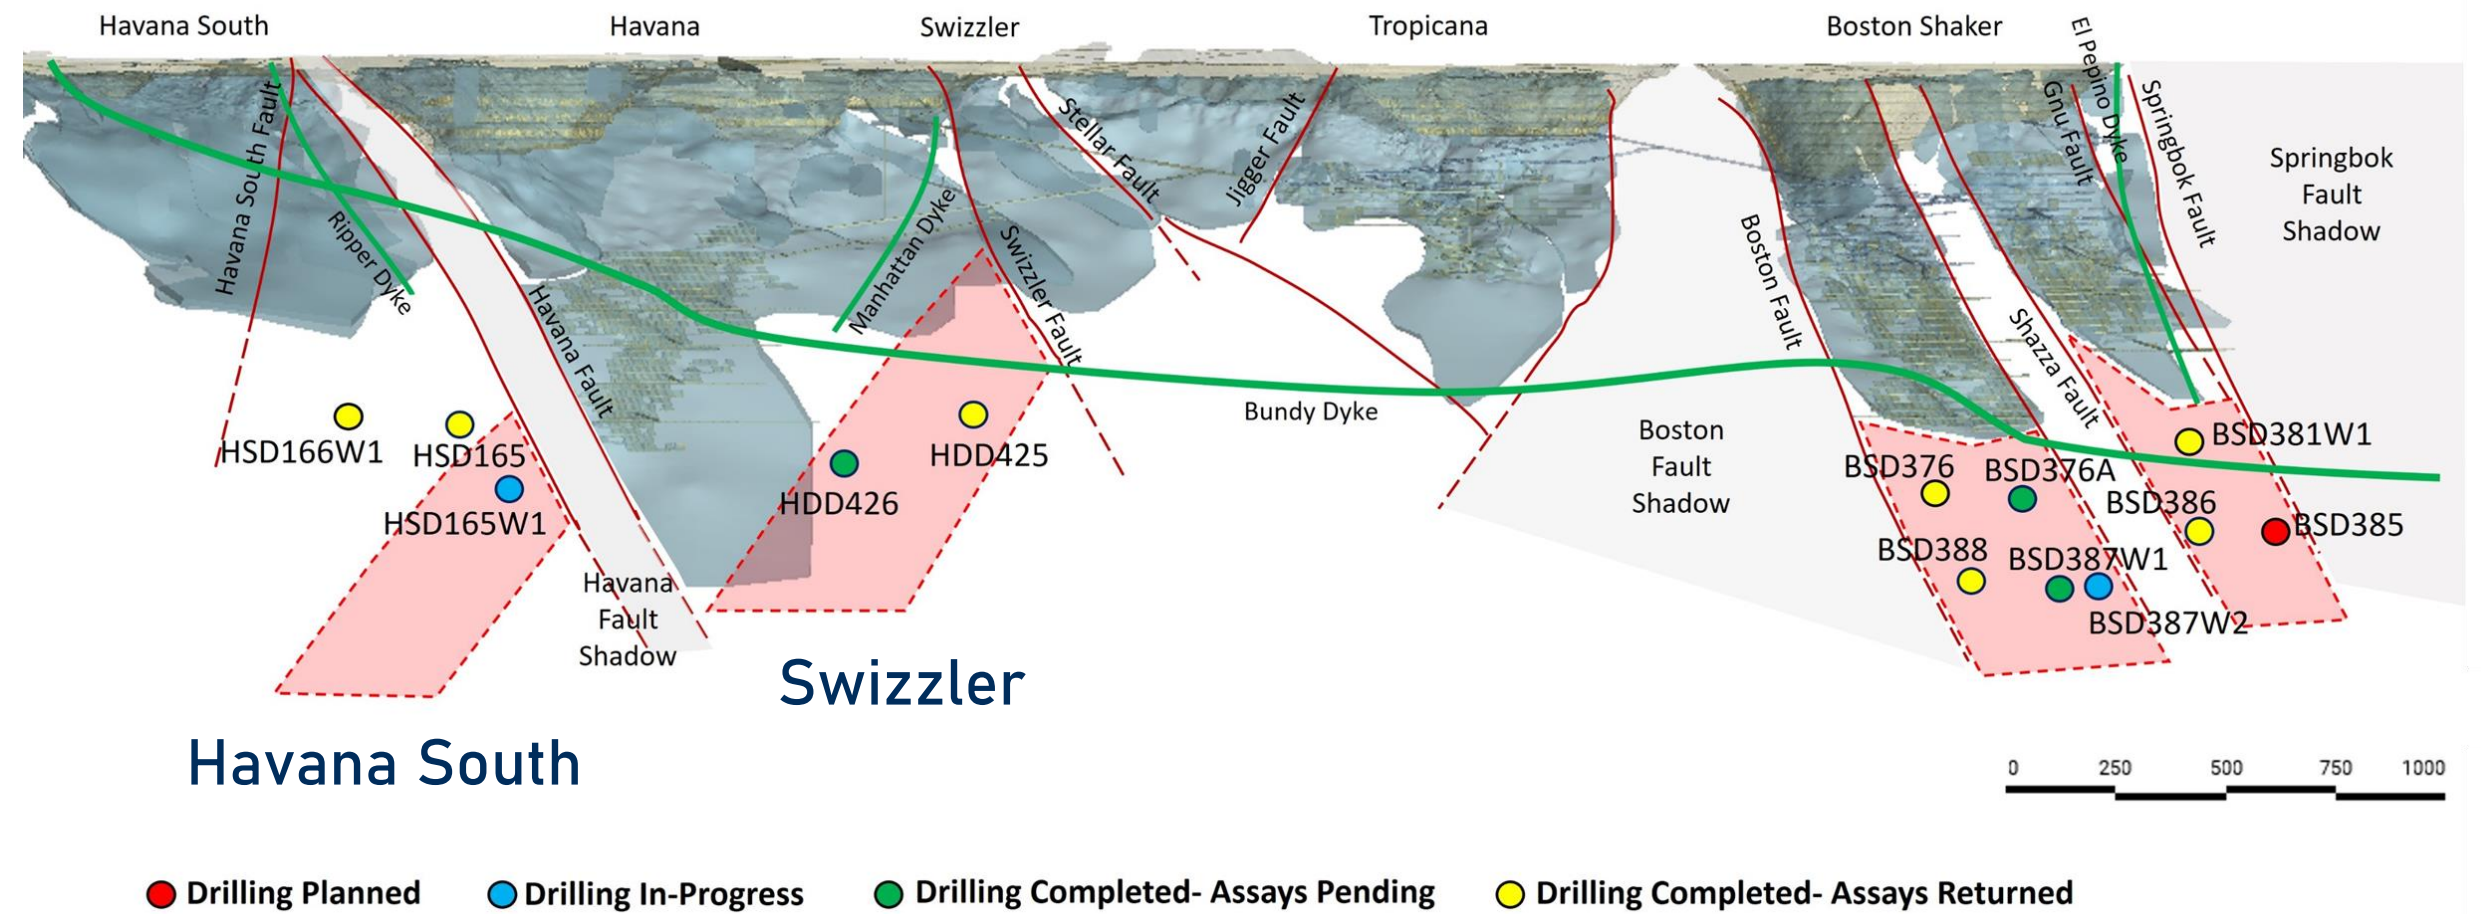 Havana South
Havana
Swizzler
Tropicana
Boston Shaker
El Pepino Dyke
Havana South Fault
Ripper Dyke
Havana Fault
Manhattan Dyke
Swizzler Fault
Stellar Fault
Jigger Fault
Boston Fault
Shazza Fault
Gnu Fault
Springbok Fault
Springbok
Fault
Shadow
Bundy Dyke
Boston
Fault
Shadow
HSD166W1
HSD165
HSD165W1
HDD425
HDD426
BSD381W1
BSD376
BSD376A
BSD386
BSD385
BSD388
BSD387W1
BSD387W2
Havana
Fault
Shadow
Swizzler
Havana South
0 250 500 750 1000
Drilling Planned
Drilling In-Progress
Drilling Completed- Assays Pending
Drilling Completed- Assays Returned